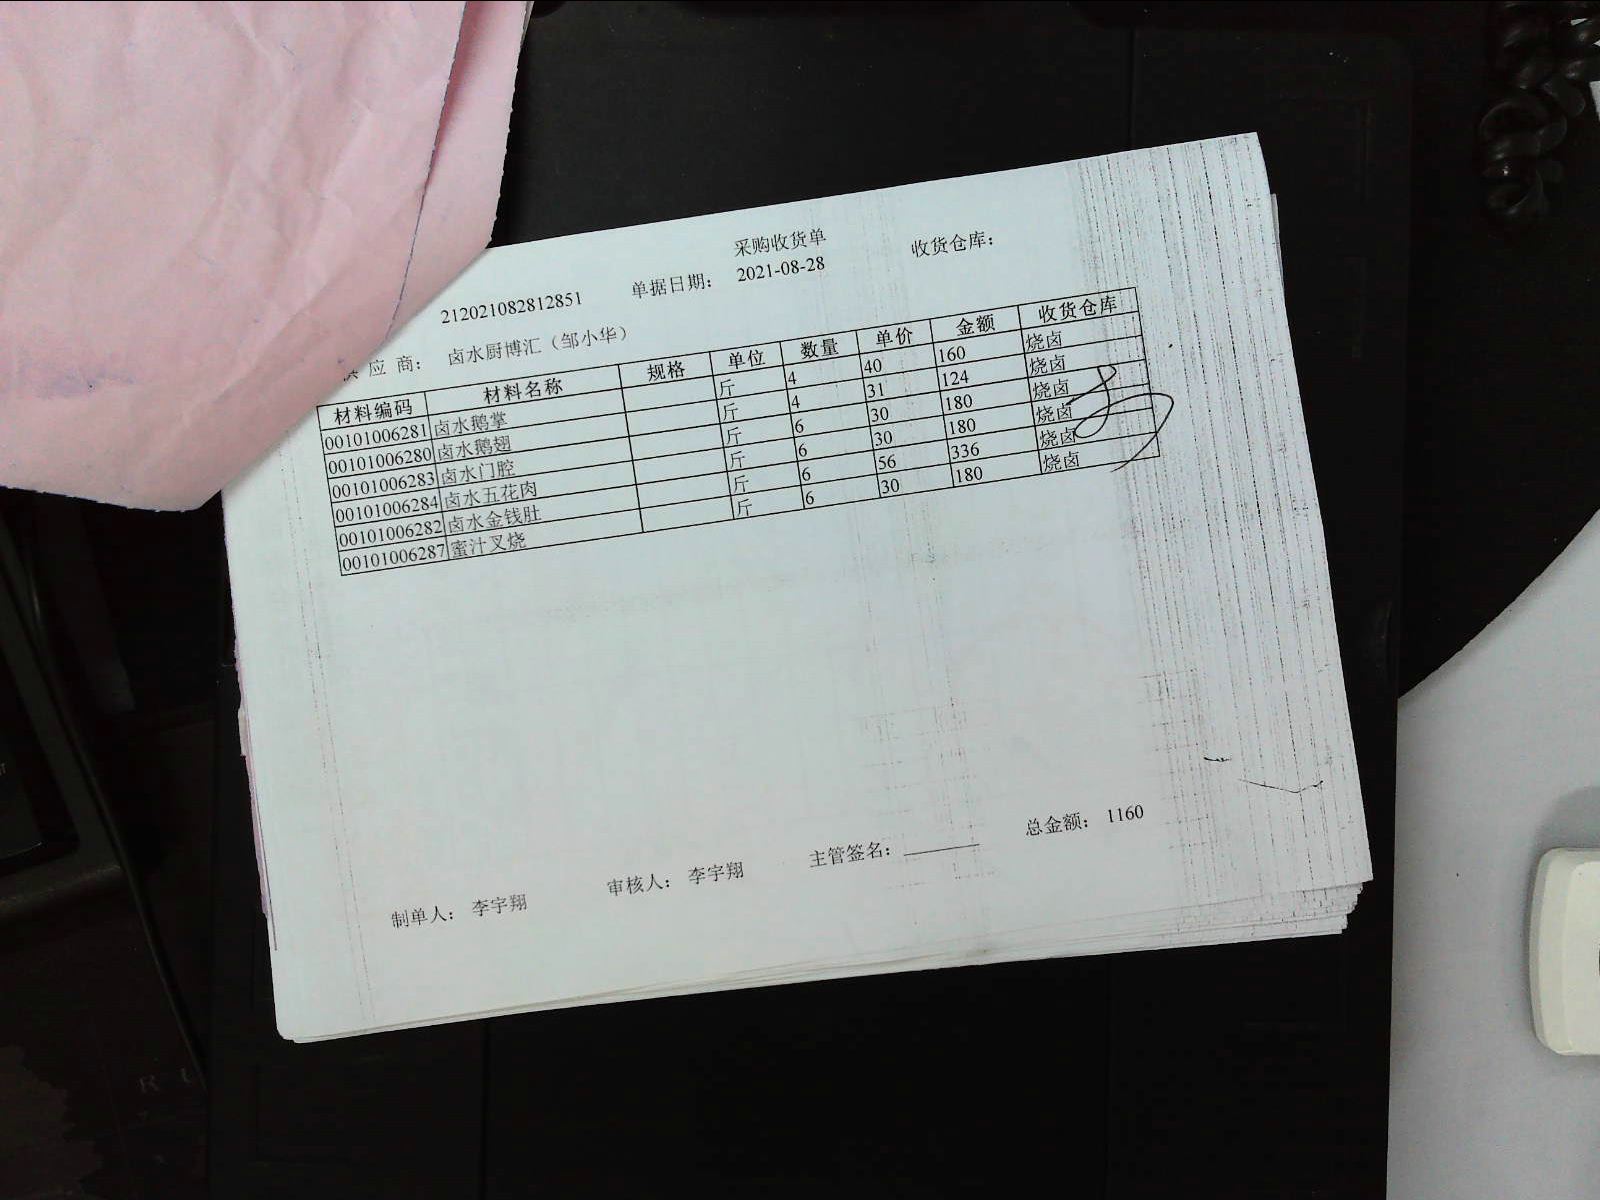 采购收货单
212021082812851 单据日期： 2021-08-28 收货仓库：
应 商： 卤水厨博汇（邹小华）
材料编码 材料名称 规格 单位 数量 单价 金额 收货仓库
00101006281 卤水鹅掌 斤 4 40 160 烧卤
00101006280 卤水鹅翅 斤 4 31 124 烧卤
00101006283 卤水门腔 斤 6 30 180 烧卤
00101006284 卤水五花肉 斤 6 30 180 烧卤
00101006282 卤水金钱肚 斤 6 56 336 烧卤
00101006287 蜜汁叉烧 斤 6 30 180 烧卤
制单人： 李宇翔 审核人： 李宇翔 主管签名： 总金额： 1160